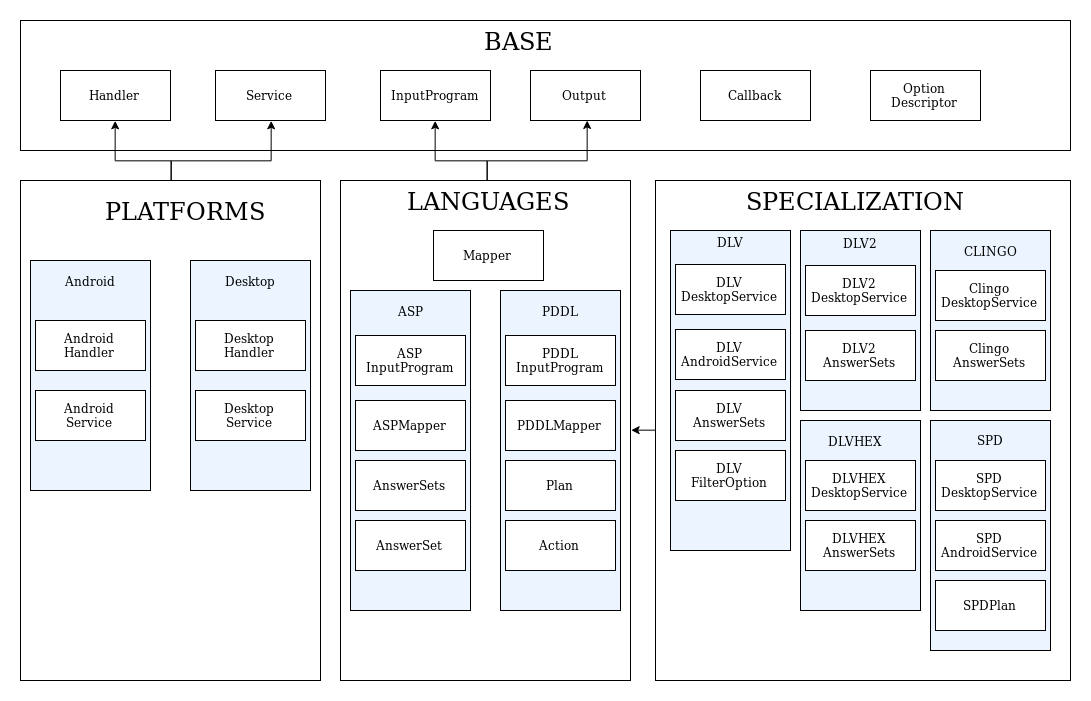 BASE
Handler
Service
InputProgram
Output
Callback
Option
Descriptor
PLATFORMS
Android
Android
Handler
Android
Service
Desktop
Desktop
Handler
Desktop
Service
LANGUAGES
Mapper
ASP
ASP
InputProgram
ASPMapper
AnswerSets
AnswerSet
PDDL
PDDL
InputProgram
PDDLMapper
Plan
Action
SPECIALIZATION
DLV
DLV
DesktopService
DLV
AndroidService
DLV
AnswerSets
DLV
FilterOption
DLV2
DLV2
DesktopService
DLV2
AnswerSets
CLINGO
Clingo
DesktopService
Clingo
AnswerSets
DLVHEX
DLVHEX
DesktopService
DLVHEX
AnswerSets
SPD
SPD
DesktopService
SPD
AndroidService
SPDPlan